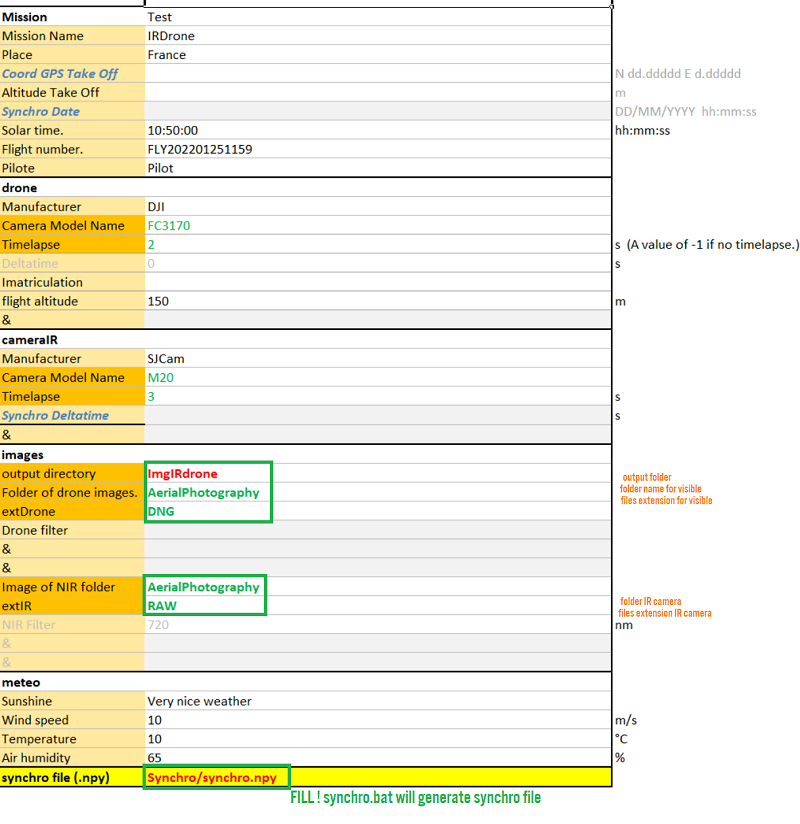 Mission Test
Mission Name IRDrone
Place France
Coord GPS Take Off N dd.ddddd E d.ddddd
Altitude Take Off m
Synchro Date DD/MM/YYYY hh:mm:ss
Solar time. 10:50:00 hh:mm:ss
Flight number. FLY202201251159
Pilote Pilot
drone
Manufacturer DJI
Camera Model Name FC3170
Timelapse 2 s (A value of -1 if no timelapse.)
Deltatime 0 s
Imatriculation
flight altitude 150 m
&
cameraIR
Manufacturer SJCam
Camera Model Name M20
Timelapse 3 s
Synchro Deltatime s
&
images
output directory ImgIRdrone output folder
Folder of drone images. AerialPhotography folder name for visible
extDrone DNG files extension for visible
Drone filter
&
&
Image of NIR folder AerialPhotography folder IR camera
extIR RAW files extension IR camera
NIR Filter 720 nm
&
&
meteo
Sunshine Very nice weather
Wind speed 10 m/s
Temperature 10 °C
Air humidity 65 %
synchro file (.npy) Synchro/synchro.npy
FILL ! synchro.bat will generate synchro file